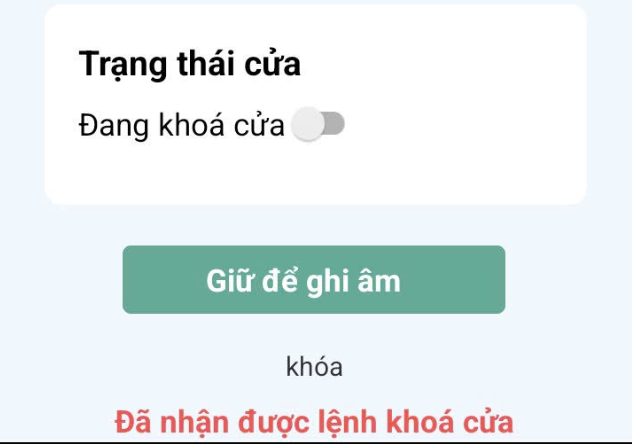 Trạng thái cửa
Đang khoá cửa
Giữ để ghi âm
khóa
Đã nhận được lệnh khoá cửa